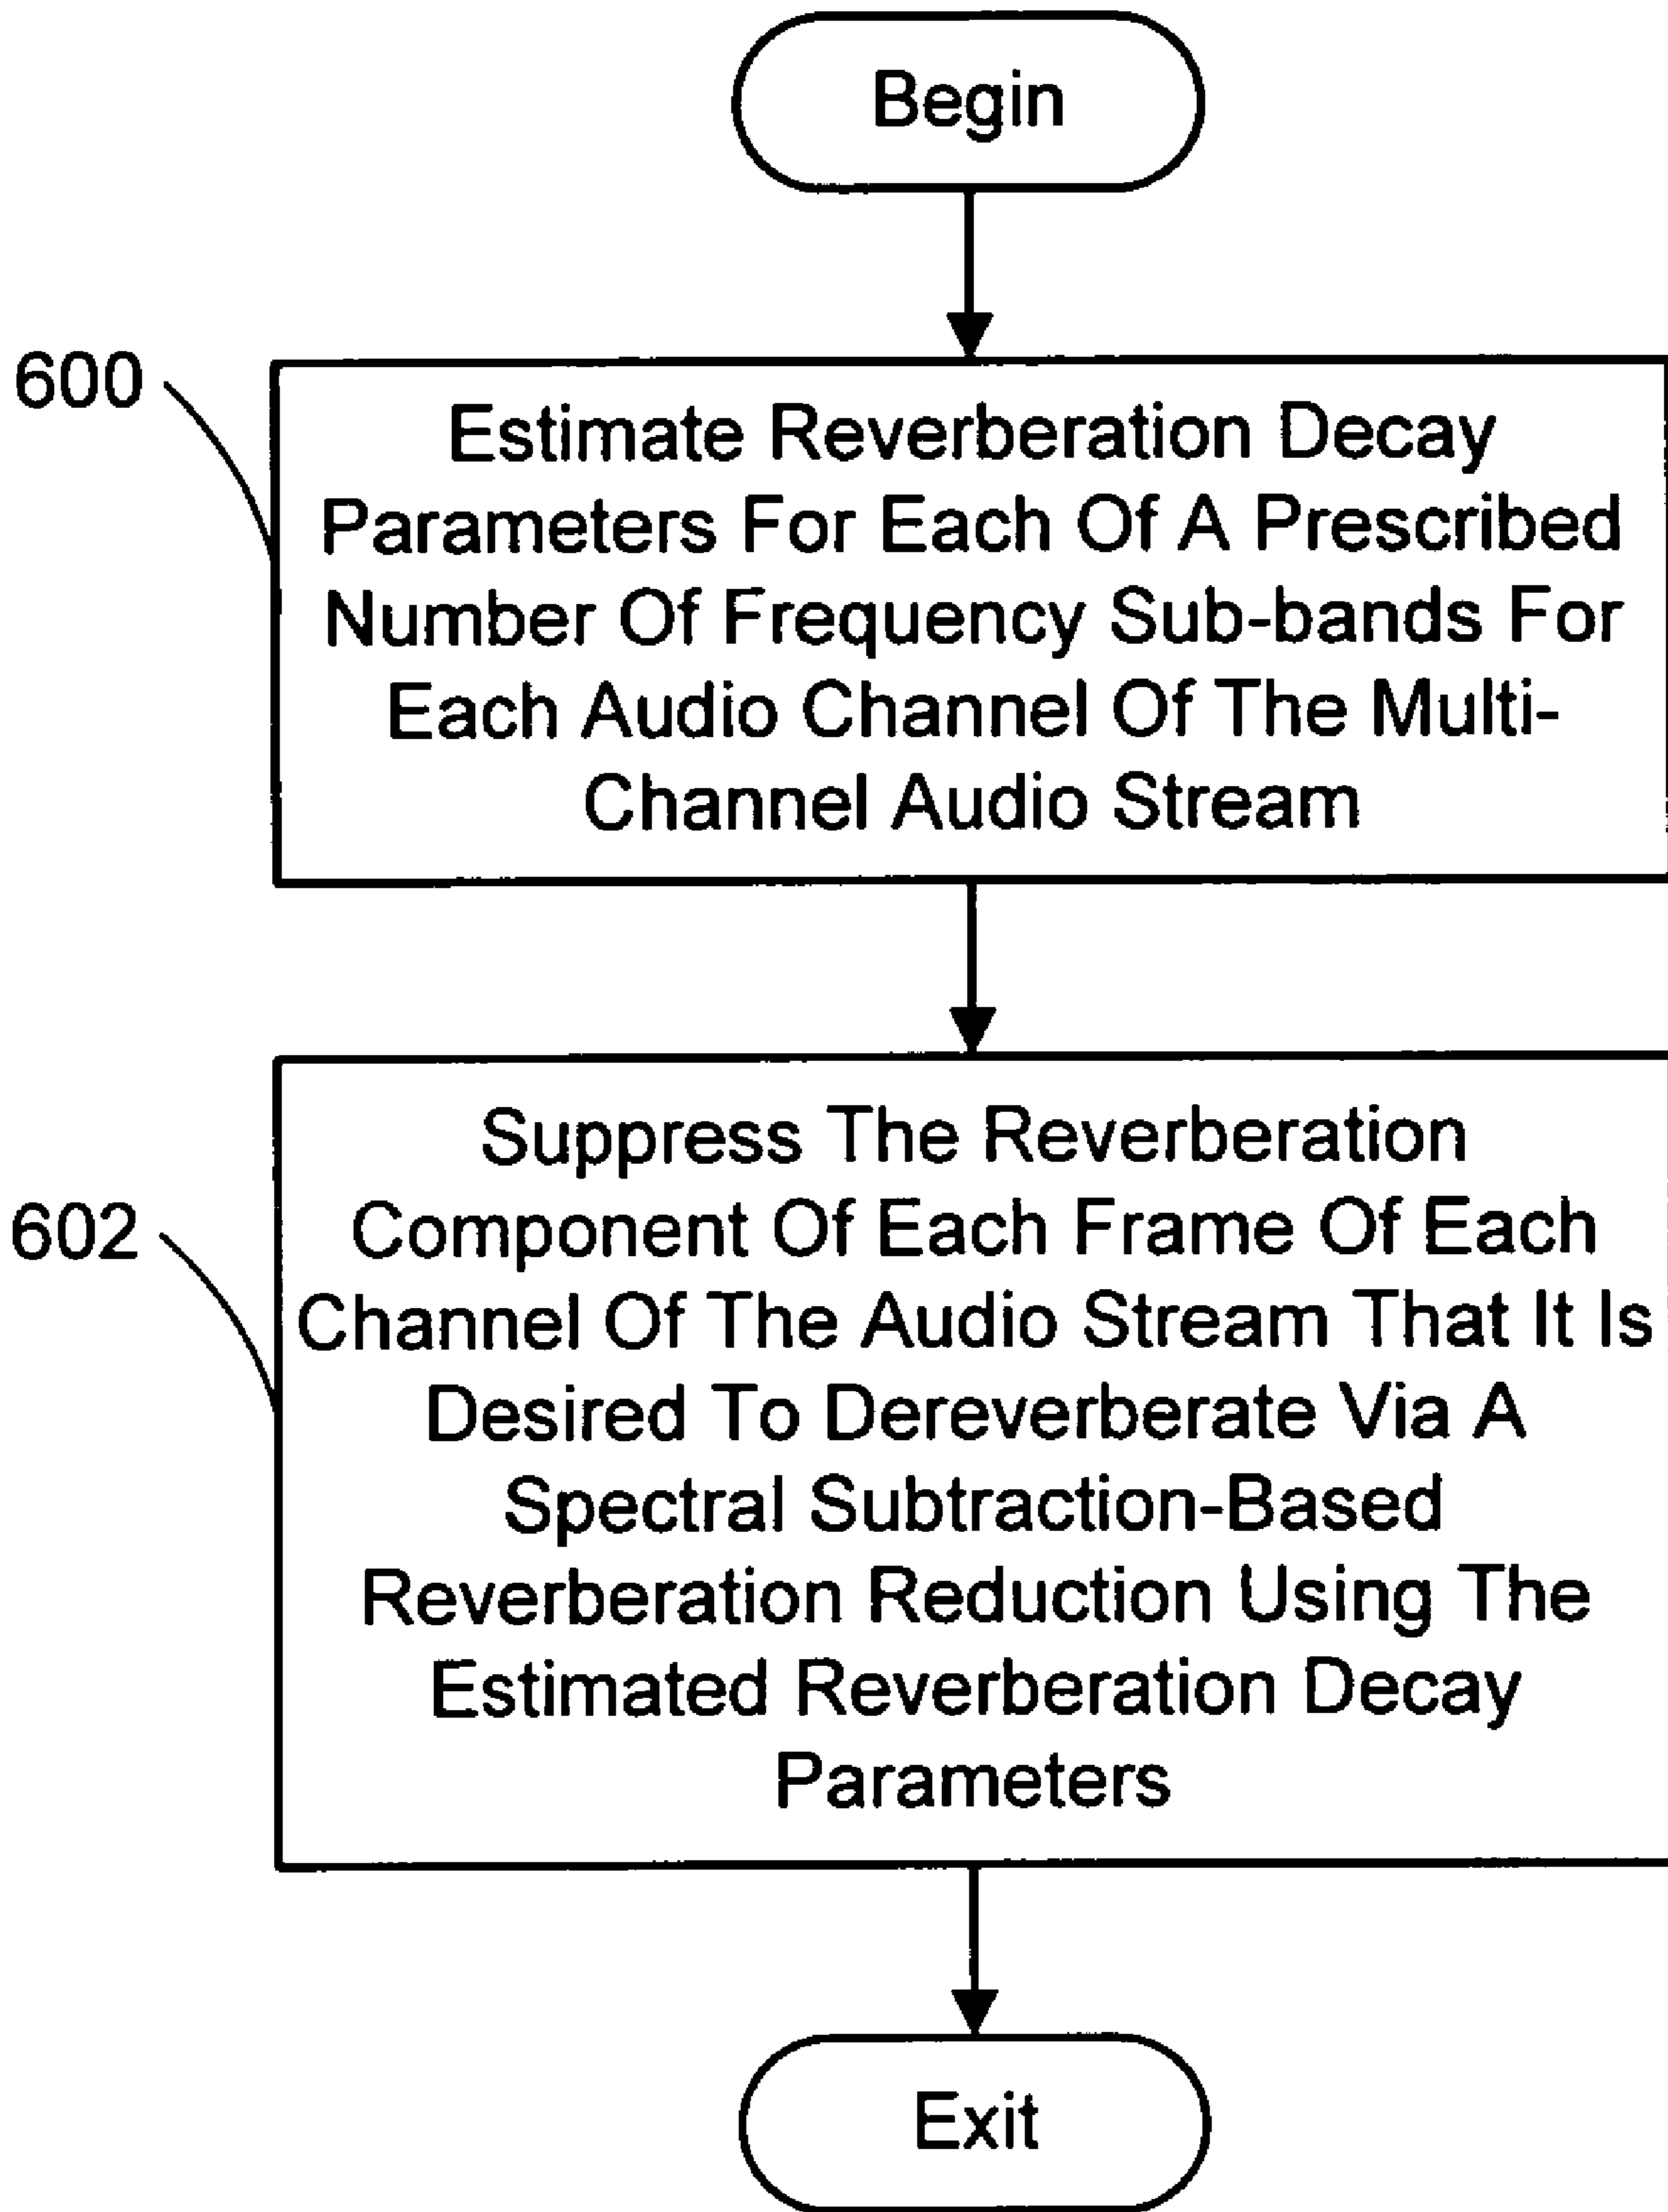 Begin
600
Estimate Reverberation Decay
Parameters For Each Of A Prescribed
Number Of Frequency Sub-bands For
Each Audio Channel Of The Multi-
Channel Audio Stream
602
Suppress The Reverberation
Component Of Each Frame Of Each
Channel Of The Audio Stream That It Is
Desired To Dereverberate Via A
Spectral Subtraction-Based
Reverberation Reduction Using The
Estimated Reverberation Decay
Parameters
Exit